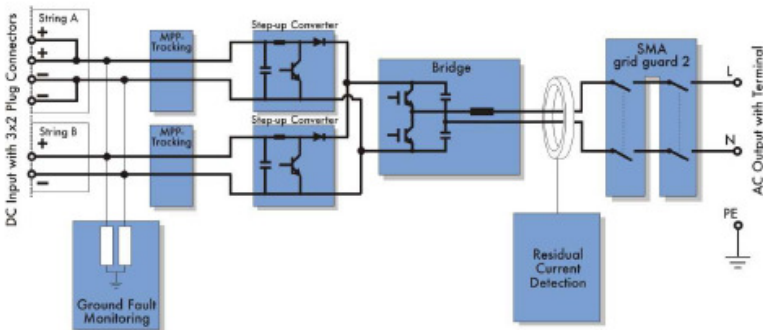 DC Input with 3x2 Plug Connectors
String A
+
+
−
−
String B
+
−
MPP-
Tracking
MPP-
Tracking
Step-up Converter
Step-up Converter
Bridge
SMA
grid guard 2
L
N
PE
AC Output with Terminal
Ground Fault
Monitoring
Residual
Current
Detection